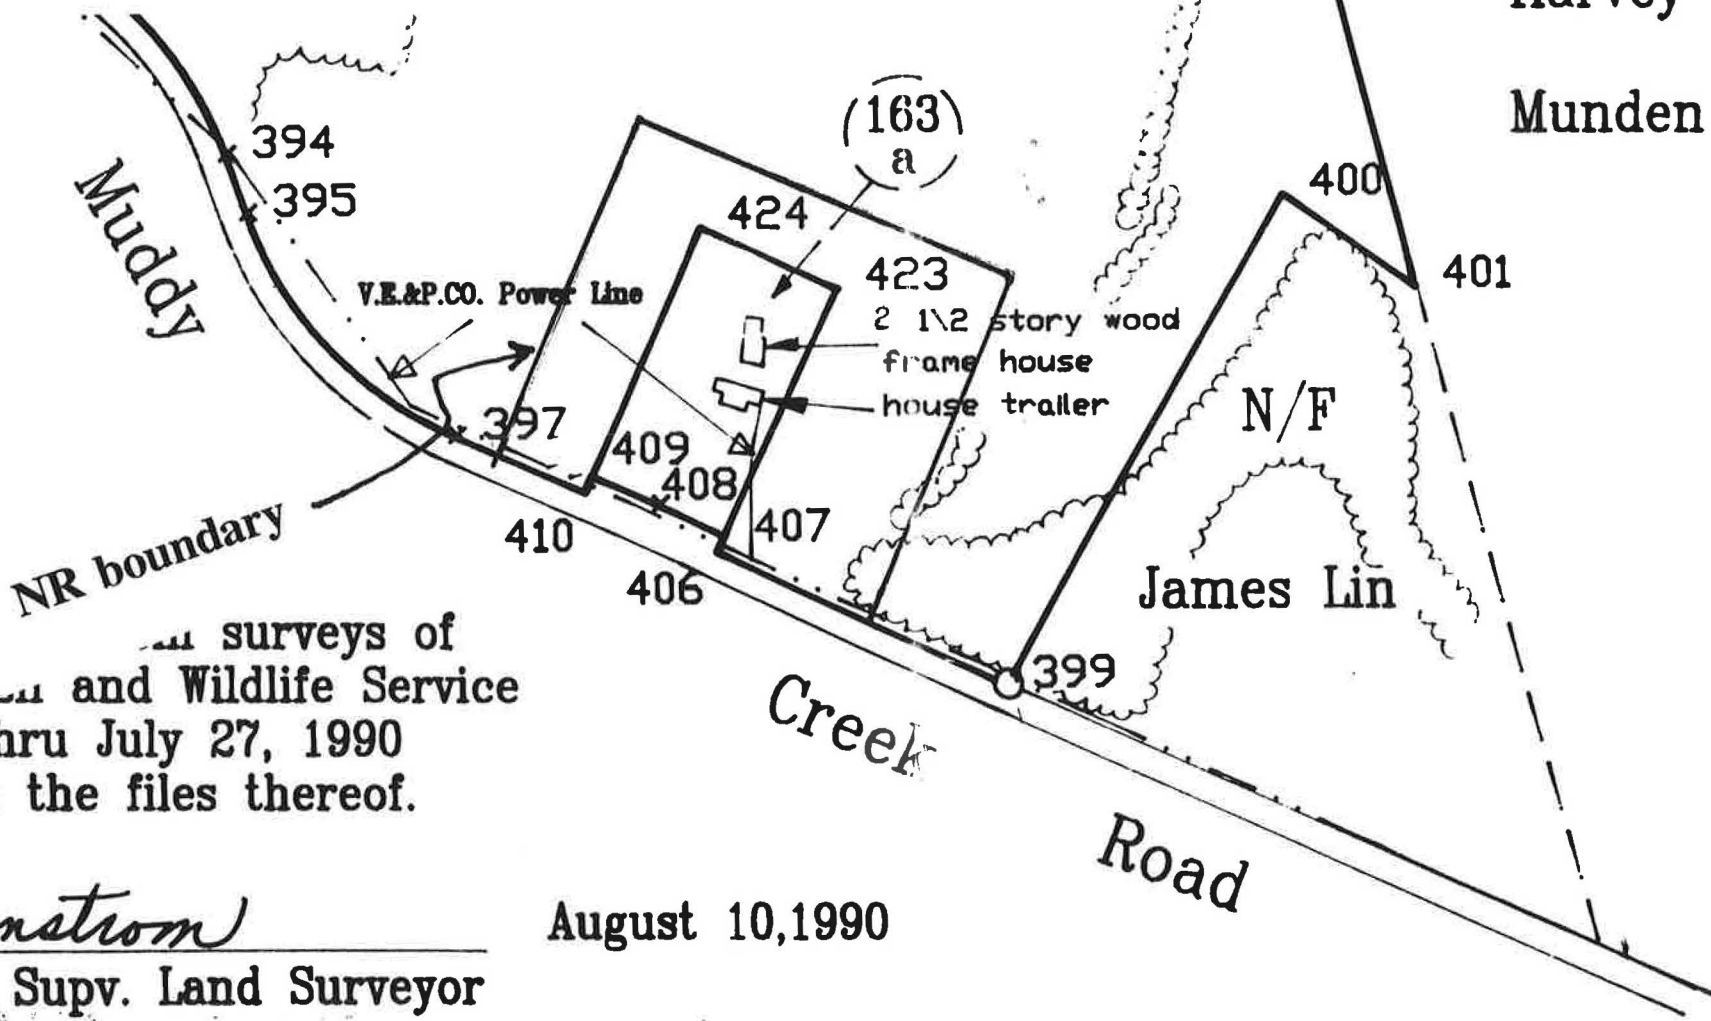 Munden
(163)
a
394
395
Muddy
424
423
400
401
V.E.&P.CO. Power Line
2 1\2 story wood
frame house
house trailer
397
409
408
407
410
406
N/F
James Lin
399
NR boundary
surveys of
and Wildlife Service
July 27, 1990
the files thereof.
Creek
Road
August 10,1990
Supv. Land Surveyor